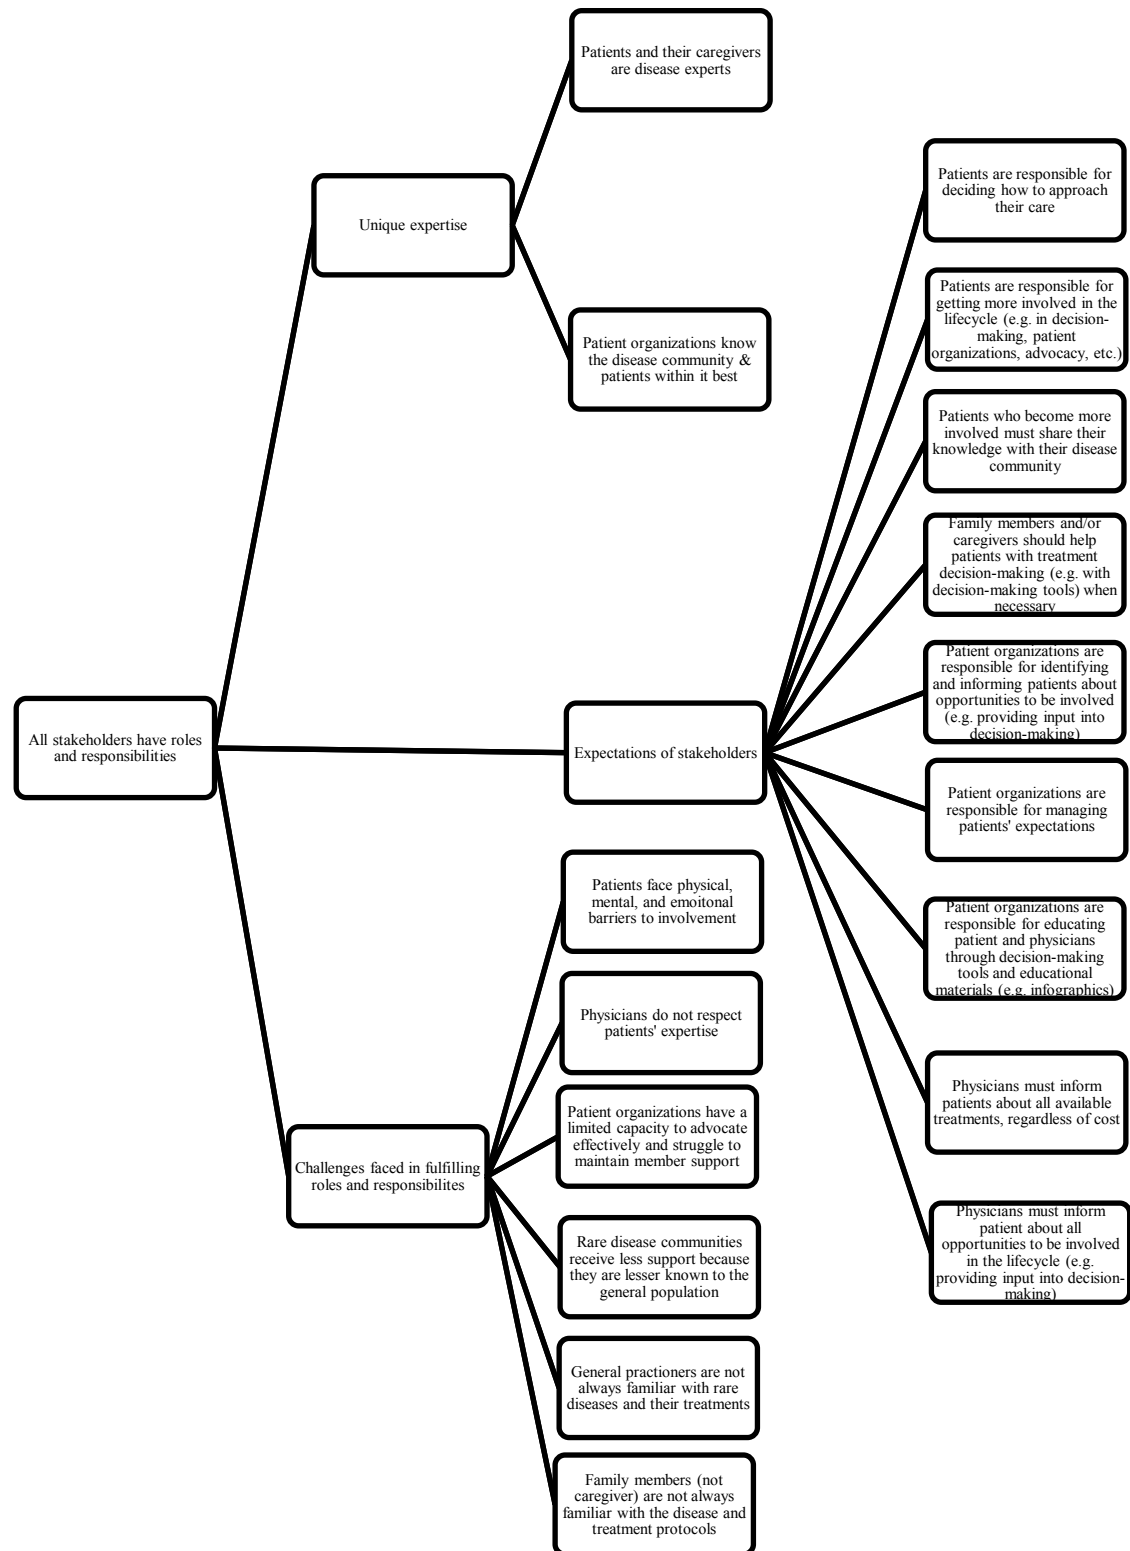 All stakeholders have roles
and responsibilities
Unique expertise
Patients and their caregivers
are disease experts
Patient organizations know
the disease community &
patients within it best
Expectations of stakeholders
Patients are responsible for
deciding how to approach
their care
Patients are responsible for
getting more involved in the
lifecycle (e.g. in decision-
making, patient
organizations, advocacy, etc.)
Patients who become more
involved must share their
knowledge with their disease
community
Family members and/or
caregivers should help
patients with treatment
decision-making (e.g. with
decision-making tools) when
necessary
Patient organizations are
responsible for identifying
and informing patients about
opportunities to be involved
(e.g. providing input into
decision-making)
Patient organizations are
responsible for managing
patients' expectations
Patient organizations are
responsible for educating
patient and physicians
through decision-making
tools and educational
materials (e.g. infographics)
Physicians must inform
patients about all available
treatments, regardless of cost
Physicians must inform
patient about all
opportunities to be involved
in the lifecycle (e.g.
providing input into decision-
making)
Challenges faced in fulfilling
roles and responsibilites
Patients face physical,
mental, and emoitonal
barriers to involvement
Physicians do not respect
patients' expertise
Patient organizations have a
limited capacity to advocate
effectively and struggle to
maintain member support
Rare disease communities
receive less support because
they are lesser known to the
general population
General practioners are not
always familiar with rare
diseases and their treatments
Family members (not
caregiver) are not always
familiar with the disease and
treatment protocols